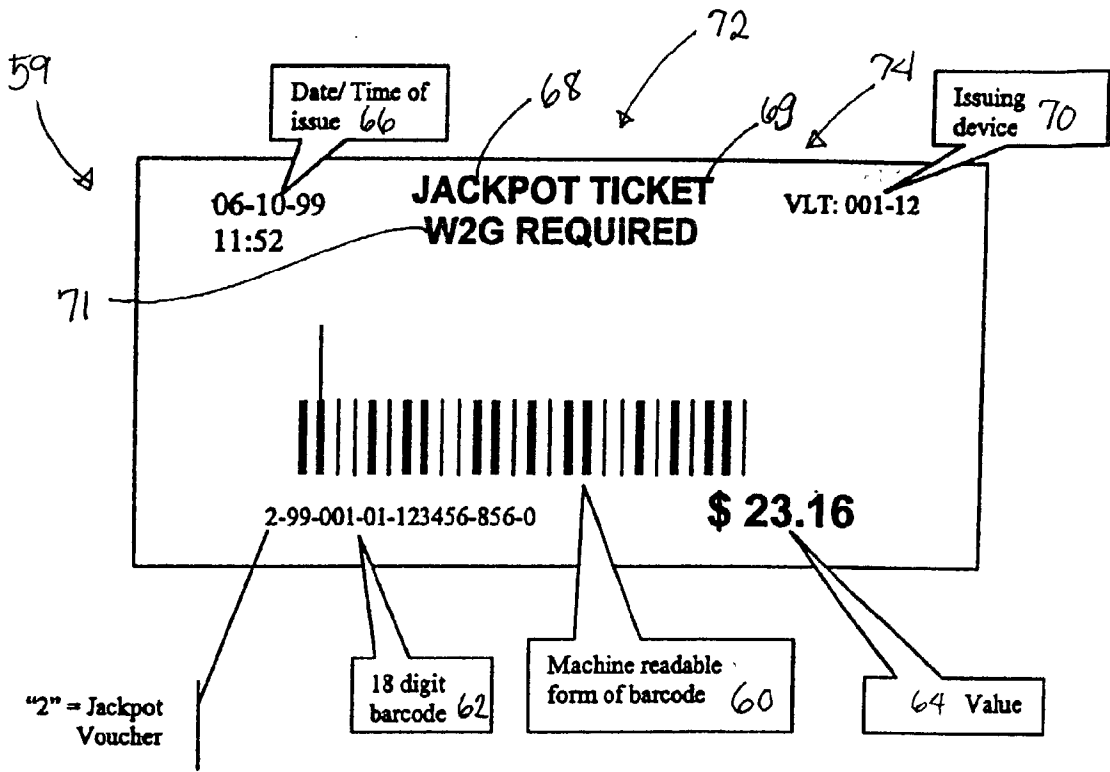 72
59
74
Date/ Time of
issue 66
68
69
Issuing
device 70
06-10-99
11:52
JACKPOT TICKET
W2G REQUIRED
VLT: 001-12
71
2-99-001-01-123456-856-0
$ 23.16
"2" = Jackpot
Voucher
18 digit
barcode 62
Machine readable
form of barcode 60
64 Value